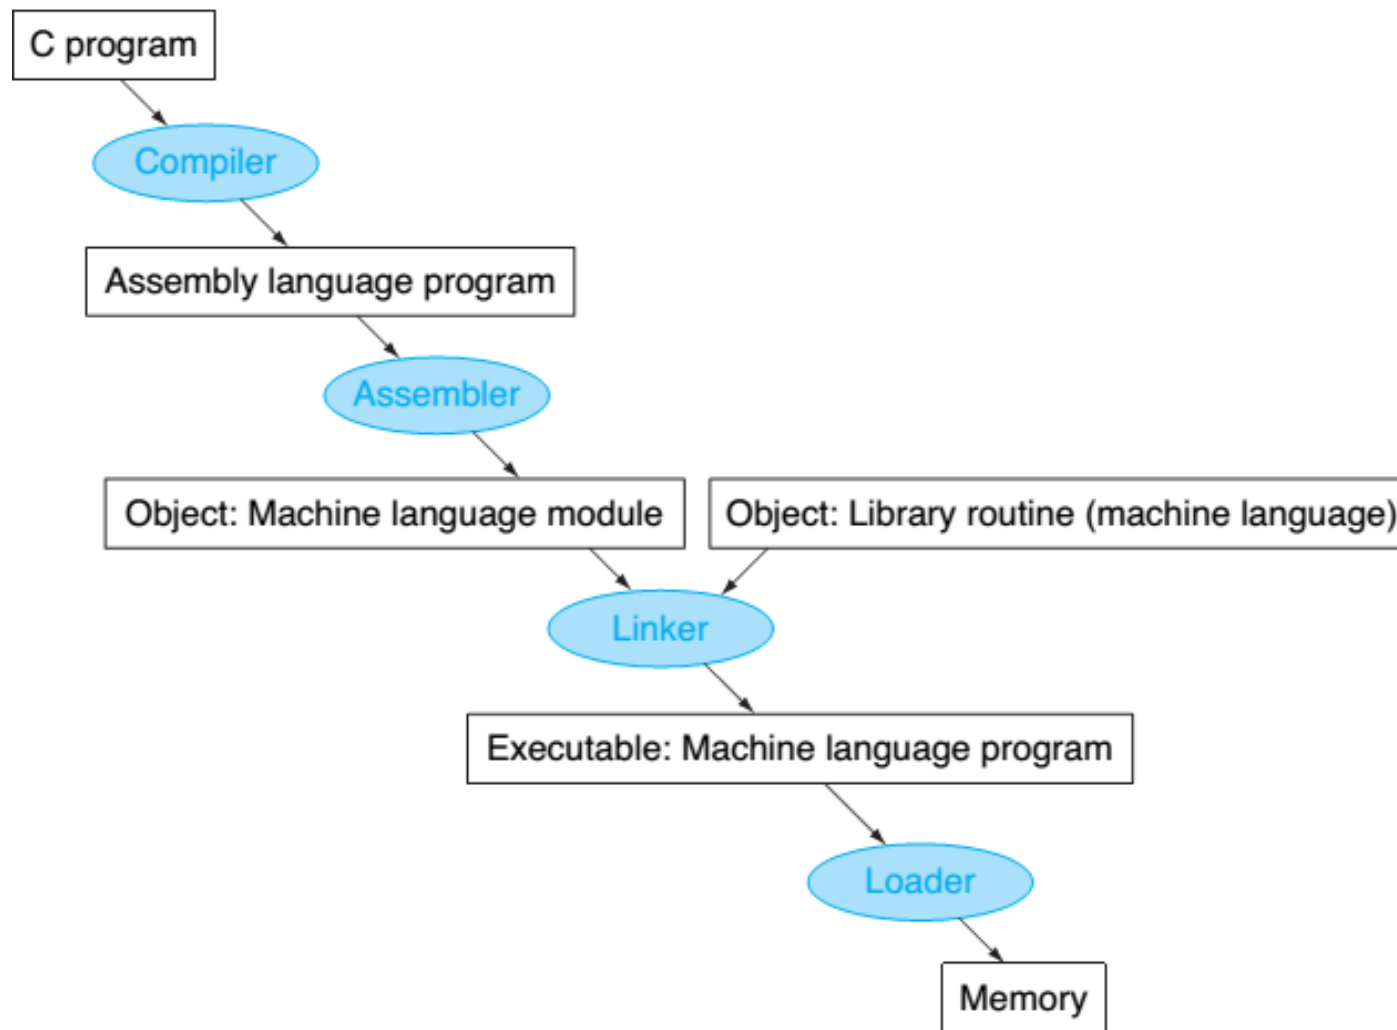 C program
Compiler
Assembly language program
Assembler
Object: Machine language module
Object: Library routine (machine language)
Linker
Executable: Machine language program
Loader
Memory